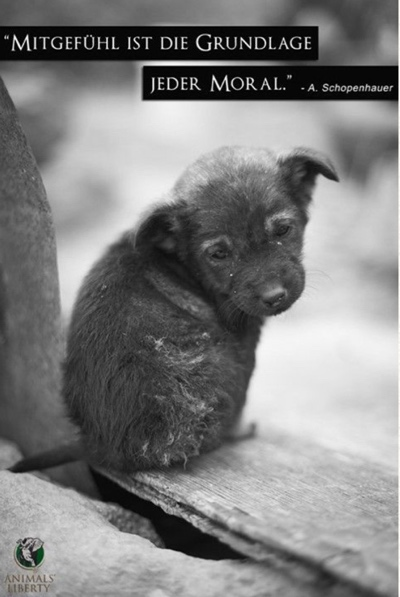 “Mitgefühl ist die Grundlage
jeder Moral.” - A. Schopenhauer
Animals'
Liberty